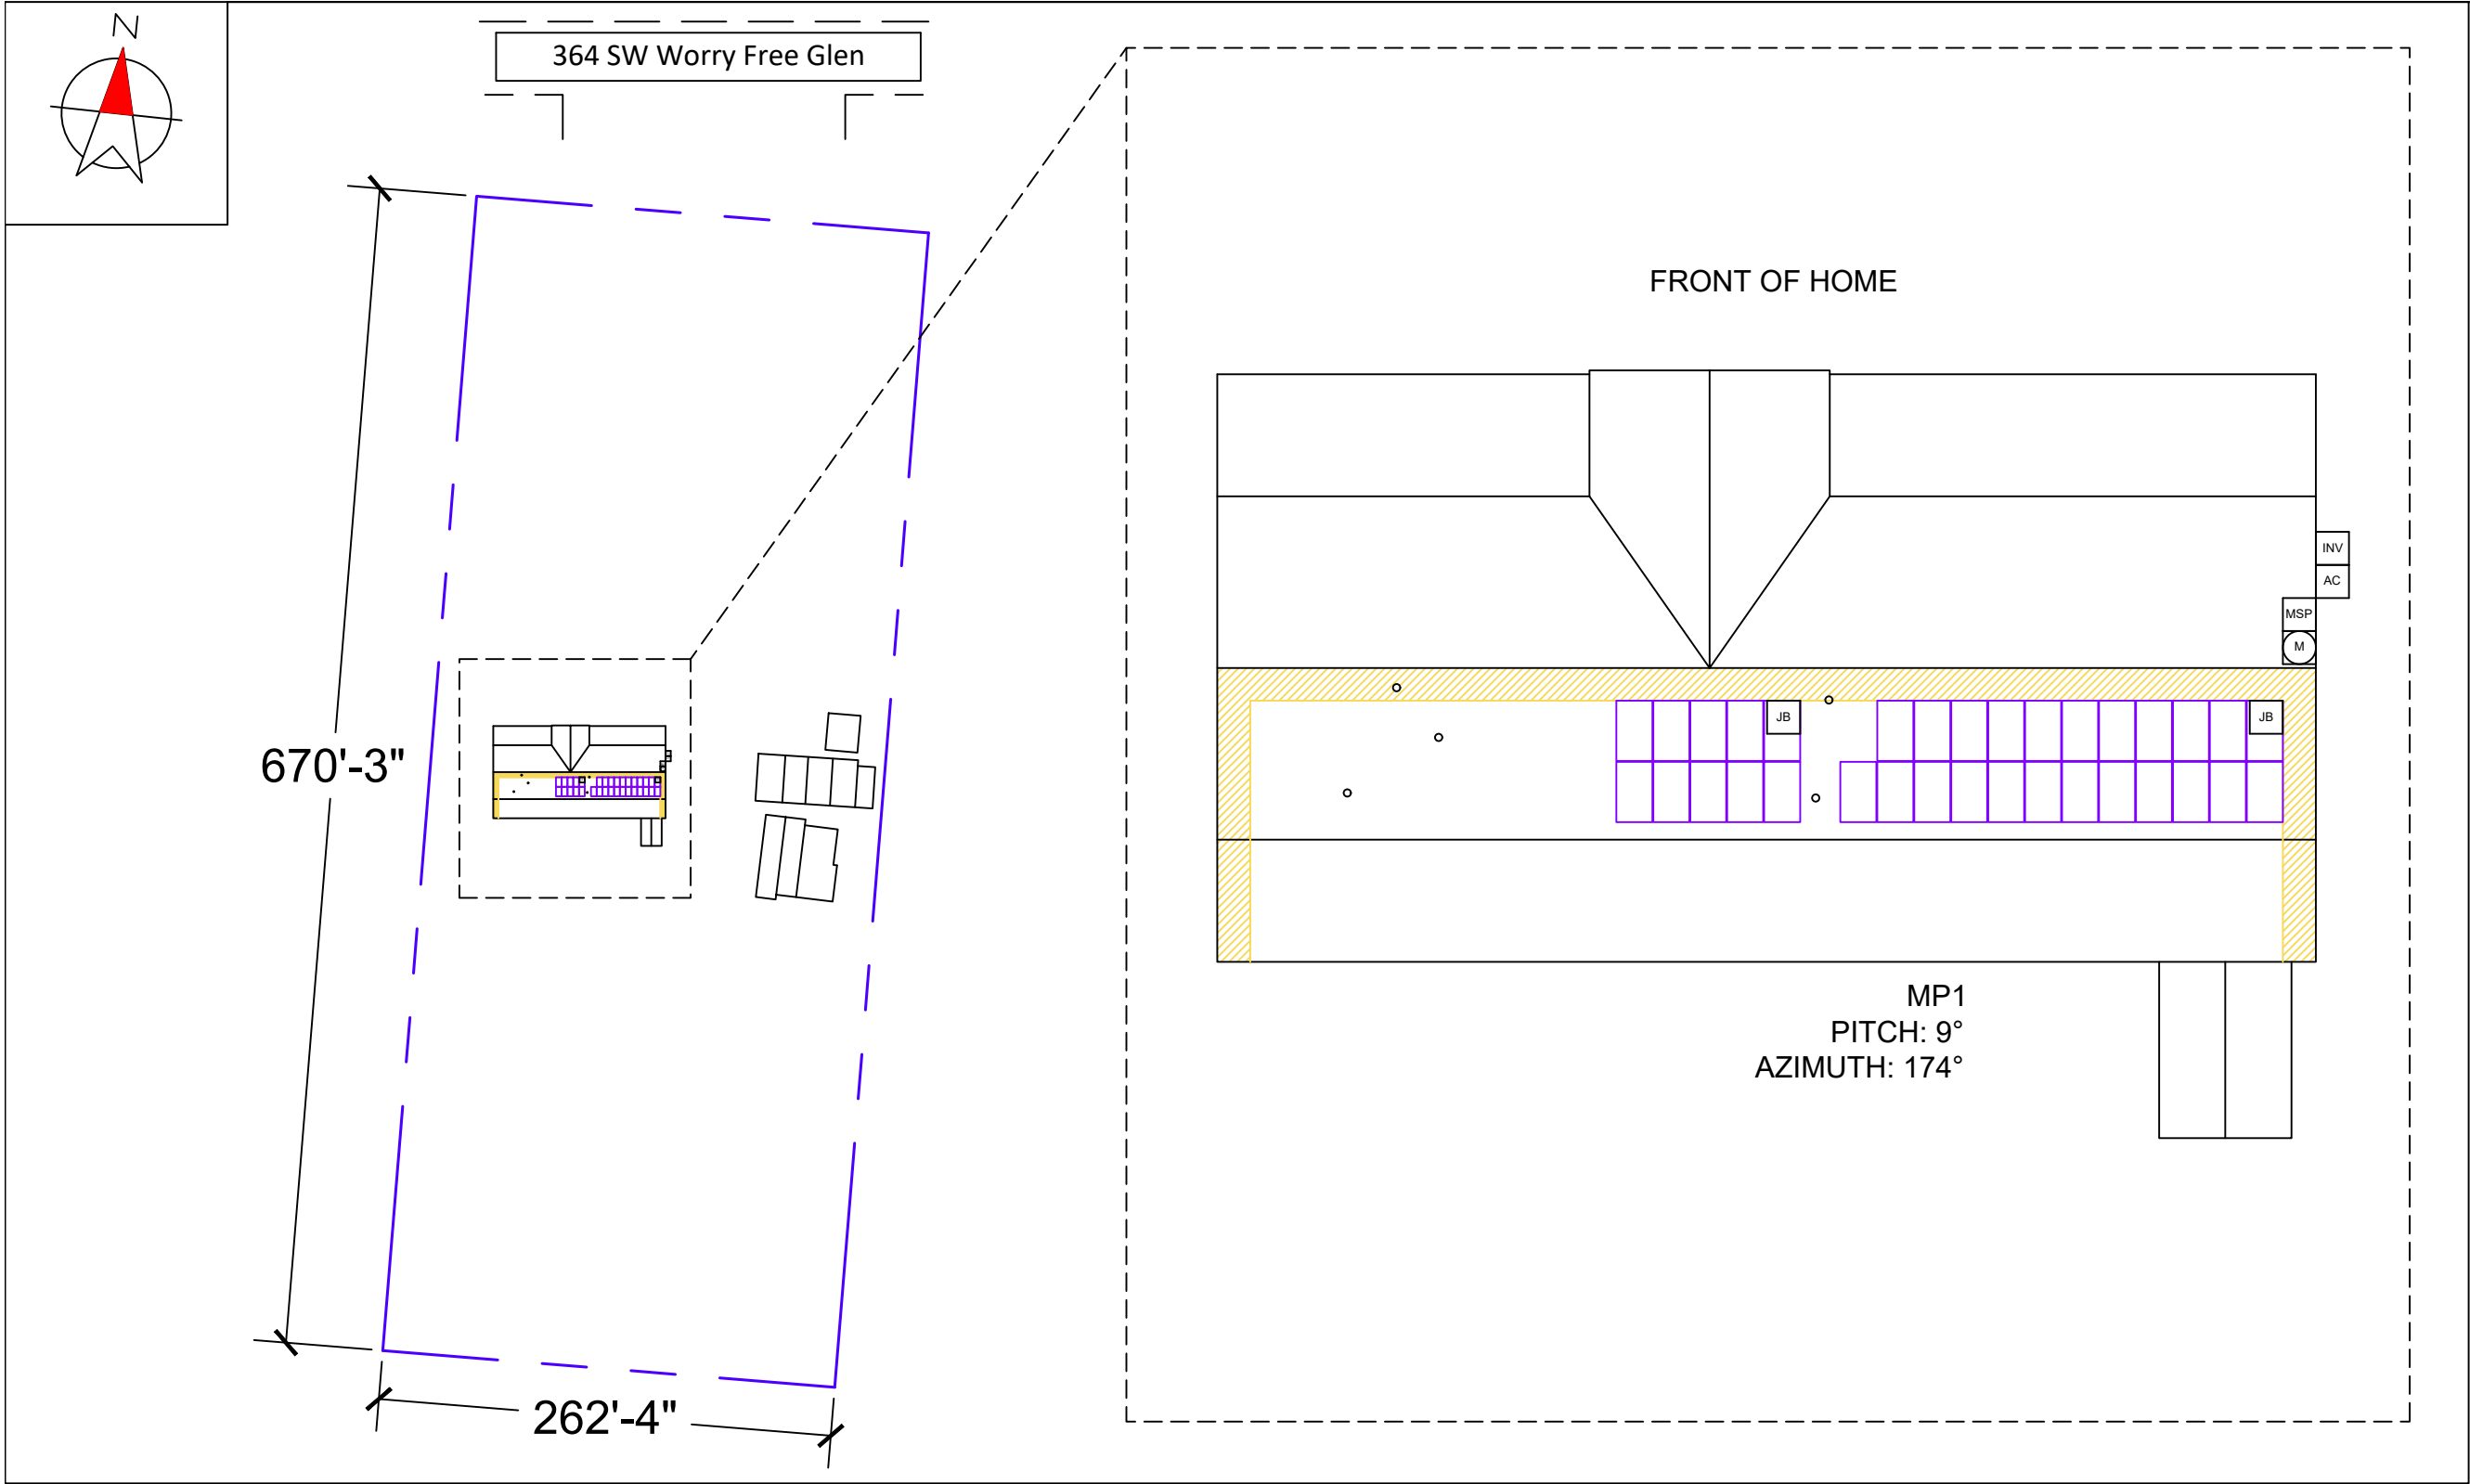 N
364 SW Worry Free Glen
FRONT OF HOME
INV
AC
MSP
M
JB
JB
670'-3"
MP1
PITCH: 9°
AZIMUTH: 174°
262'-4"